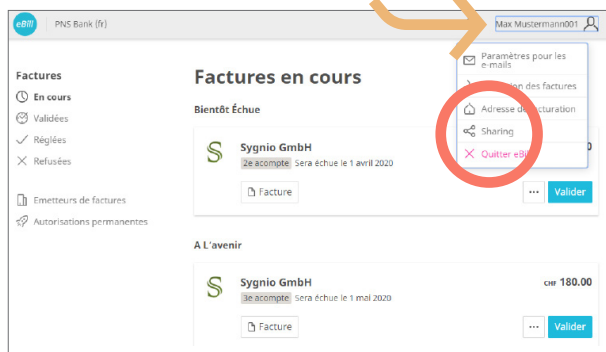 eBill PNS Bank (fr) Max Mustermann001
Paramètres pour les
e-mails
des factures
Adresse de facturation
Sharing
Quitter eBill
Factures
En cours
Validées
Réglées
Refusées
Emetteurs de factures
Autorisations permanentes
Factures en cours
Bientôt Échue
Sygnio GmbH
2e acompte Sera échue le 1 avril 2020
Facture ... Valider
A L'avenir
Sygnio GmbH CHF 180.00
3e acompte Sera échue le 1 mai 2020
Facture ... Valider